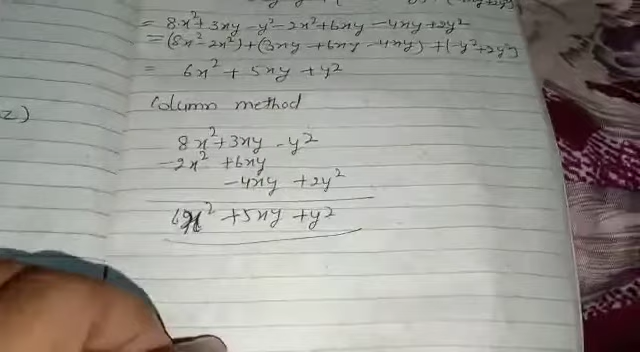 = 8x²+3xy -y²-2x²+6xy -4xy+2y²
=(8x²-2x²)+(3xy+6xy-4xy)+(-y²+2y²)
= 6x² + 5xy + y²
Column method
z)
8x²+3xy -y²
-2x² +6xy
-4xy +2y²
6x² +5xy +y²